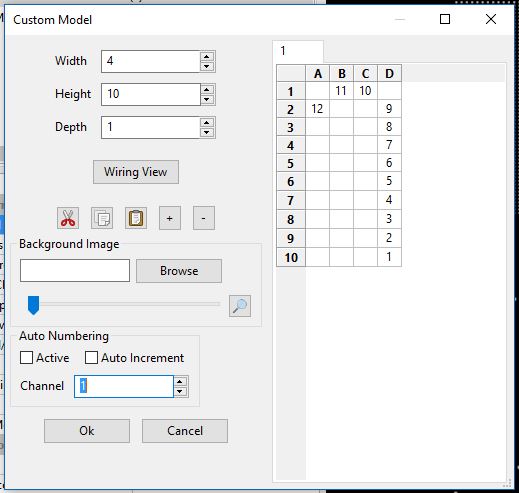 Custom Model
Width 4
Height 10
Depth 1
Wiring View
+ -
Background Image
Browse
Auto Numbering
Active Auto Increment
Channel 1
Ok Cancel
1
A B C D
1 11 10
2 12 9
3 8
4 7
5 6
6 5
7 4
8 3
9 2
10 1